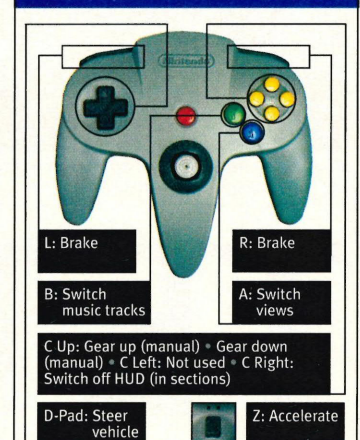 Nintendo
L: Brake
R: Brake
B: Switch
music tracks
A: Switch
views
C Up: Gear up (manual) • Gear down
(manual) • C Left: Not used • C Right:
Switch off HUD (in sections)
D-Pad: Steer
vehicle
Z: Accelerate